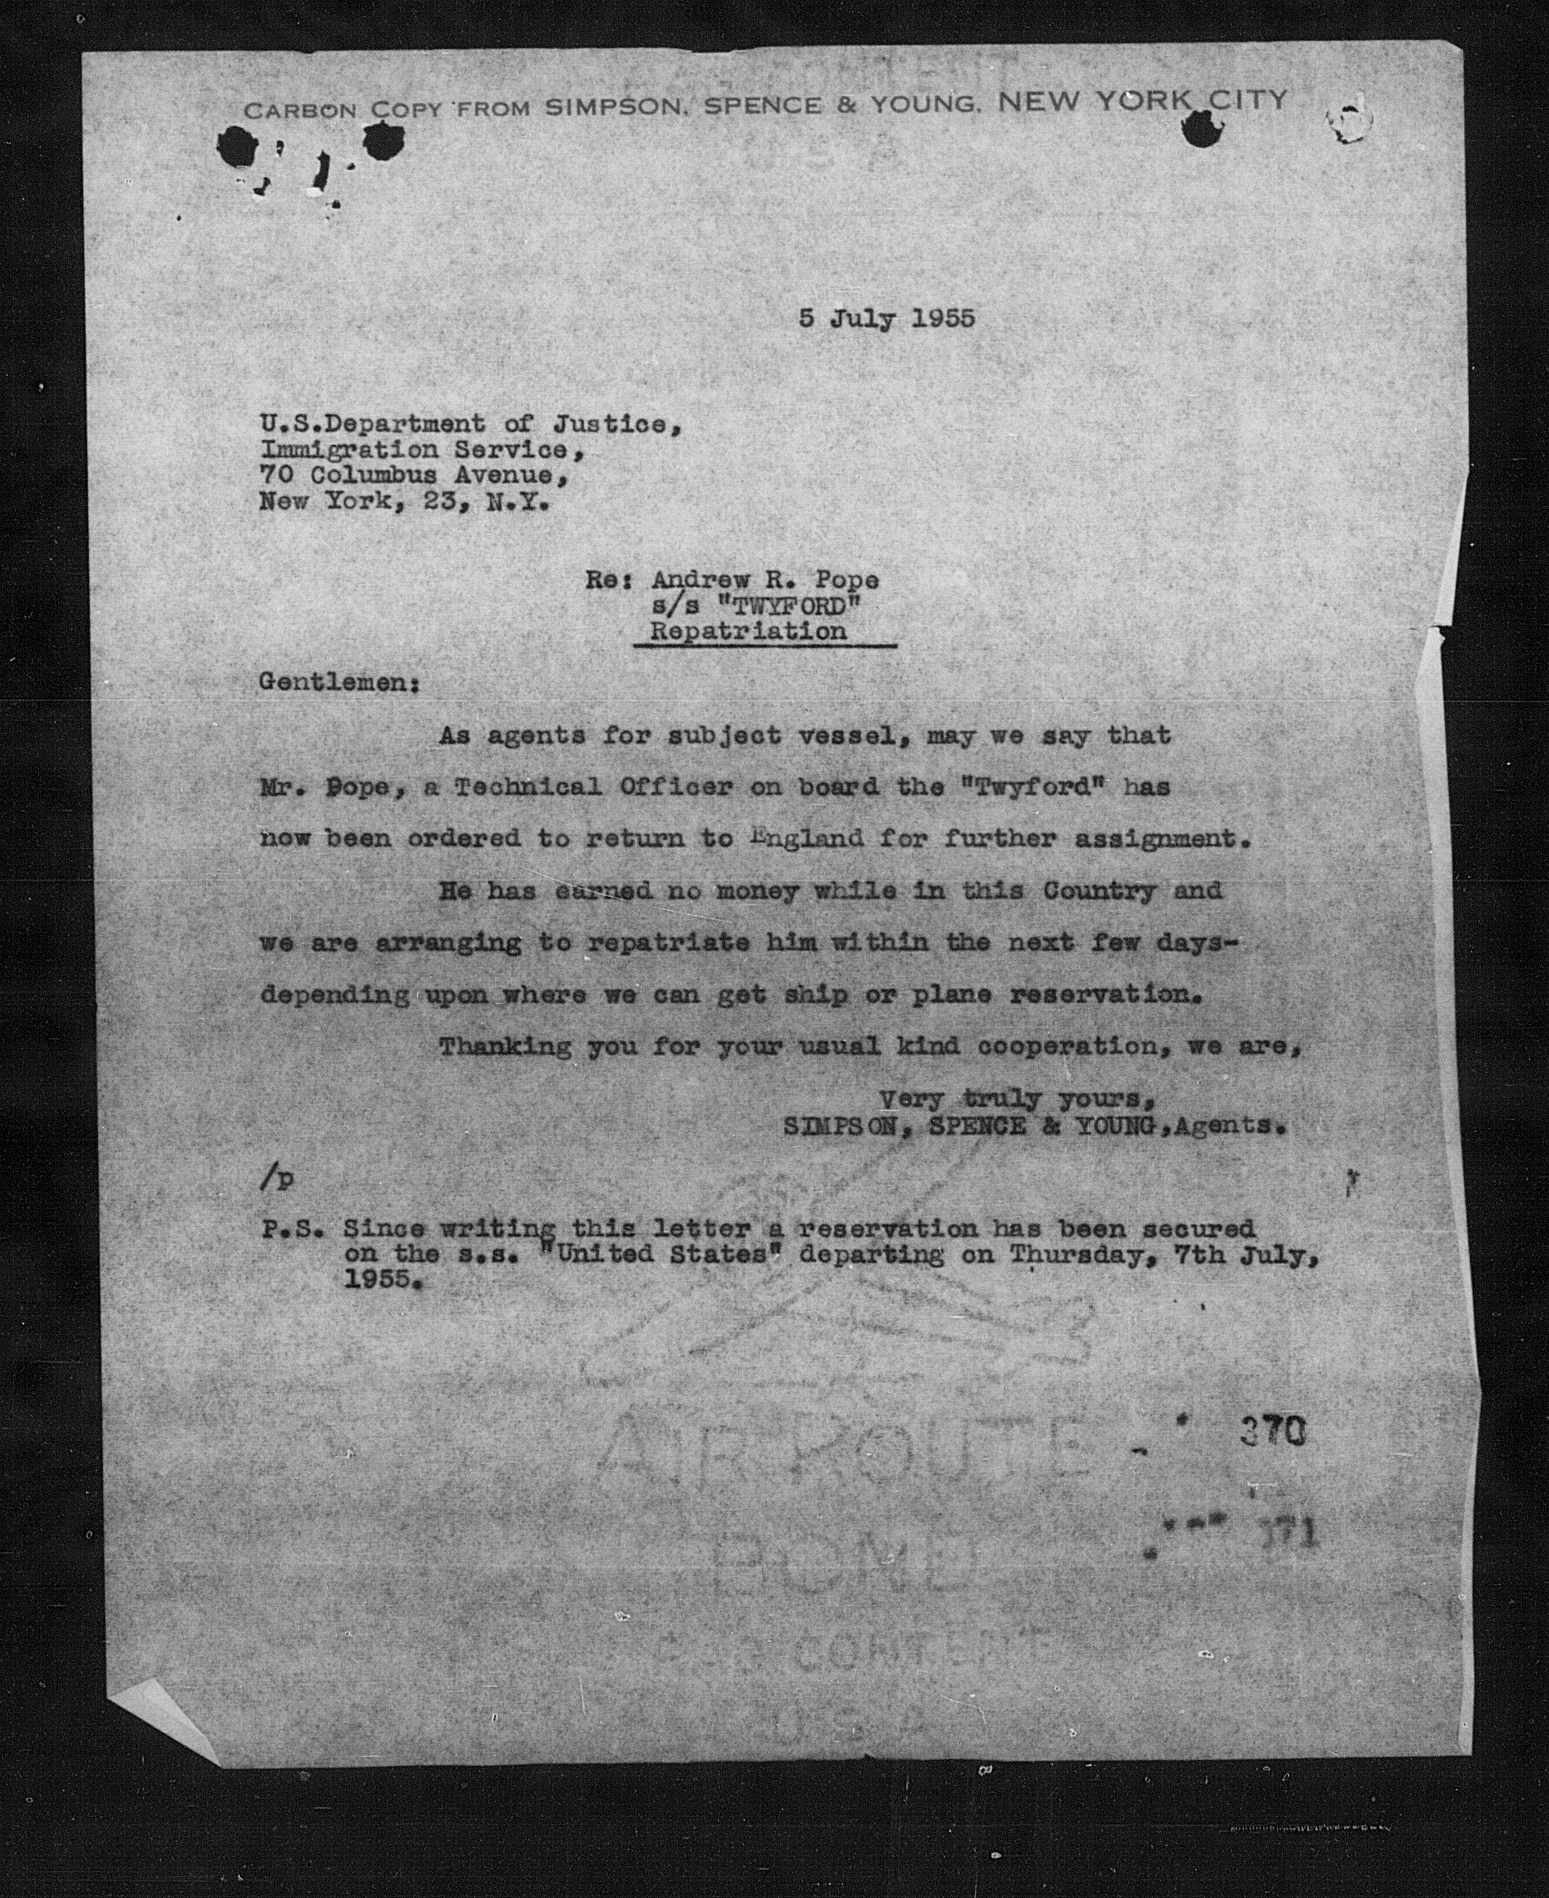 CARBON COPY FROM SIMPSON, SPENCE & YOUNG, NEW YORK CITY
5 July 1955
U.S.Department of Justice,
Immigration Service,
70 Columbus Avenue,
New York, 23, N.Y.
Re: Andrew R. Pope
s/s "TWYFORD"
Repatriation
Gentlemen:
As agents for subject vessel, may we say that
Mr. Pope, a Technical Officer on board the "Twyford" has
now been ordered to return to England for further assignment.
He has earned no money while in this Country and
we are arranging to repatriate him within the next few days-
depending upon where we can get ship or plane reservation.
Thanking you for your usual kind cooperation, we are,
Very truly yours,
SIMPSON, SPENCE & YOUNG,Agents.
/p
P.S. Since writing this letter a reservation has been secured
on the s.s. "United States" departing on Thursday, 7th July,
1955.
AIR ROUTE
370
BOND
CONTENT
USA